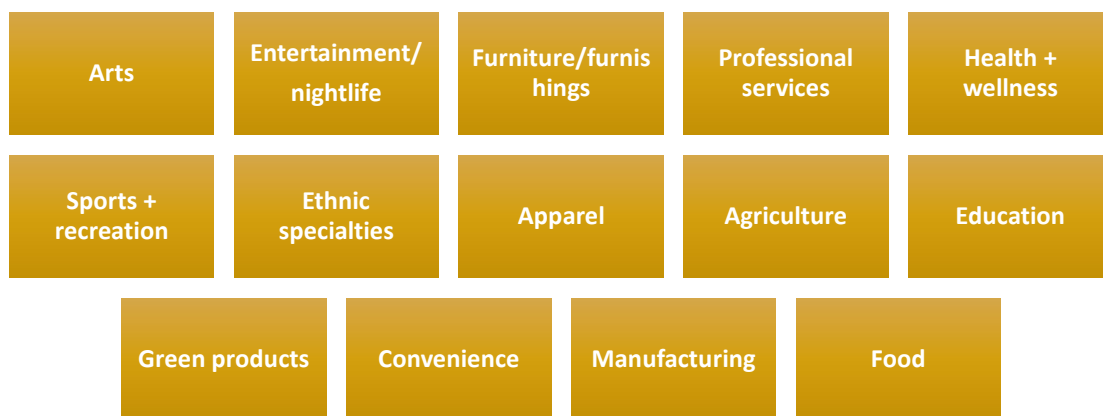 Arts
Entertainment/
nightlife
Furniture/furnis
hings
Professional
services
Health +
wellness
Sports +
recreation
Ethnic
specialties
Apparel
Agriculture
Education
Green products
Convenience
Manufacturing
Food